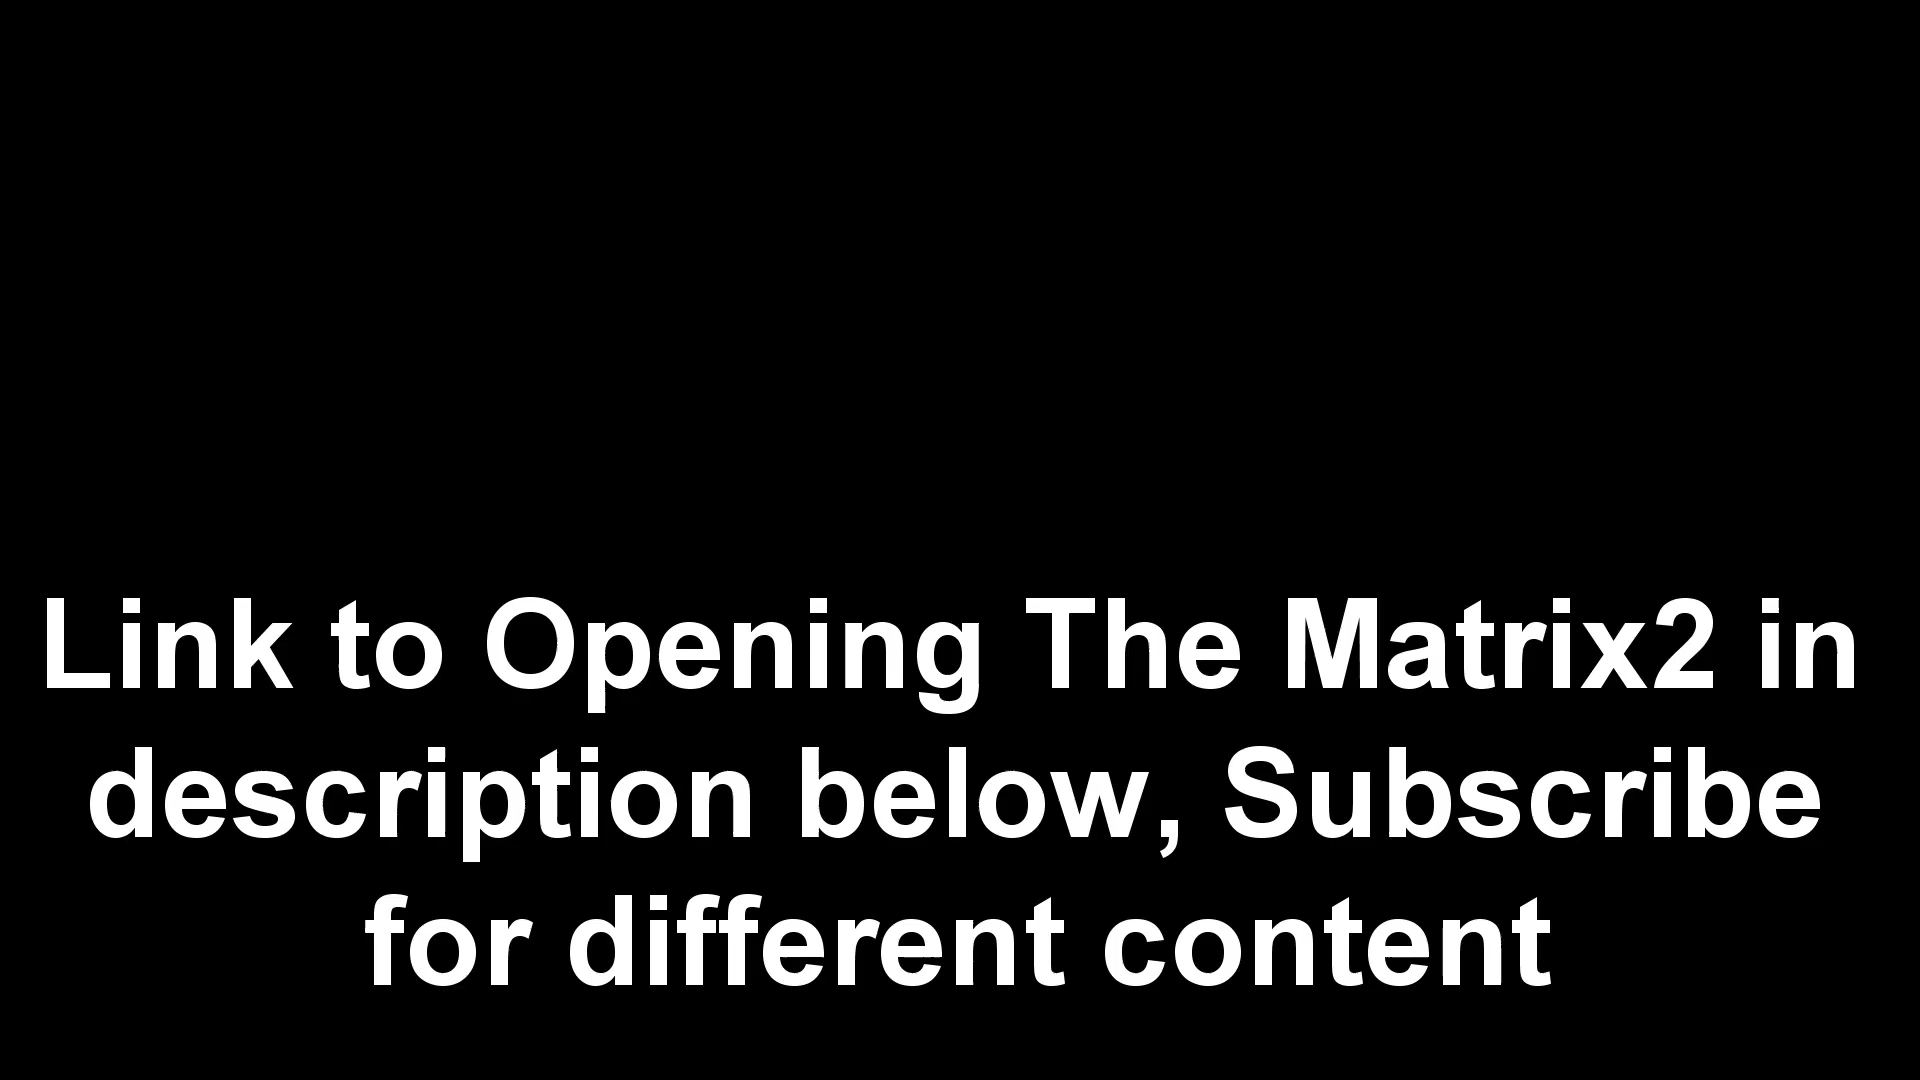 Link to Opening The Matrix2 in
description below, Subscribe
for different content